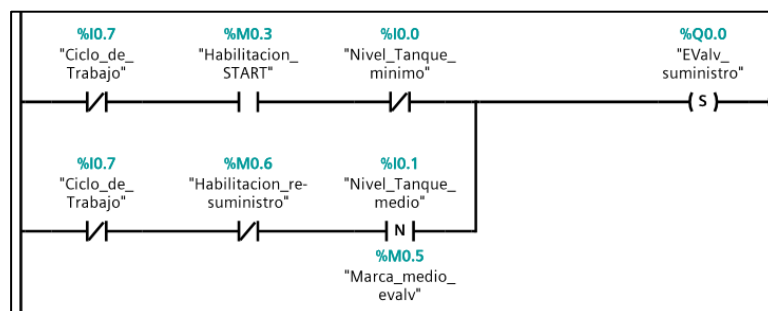 %I0.7 %M0.3 %I0.0 %Q0.0
"Ciclo_de_ "Habilitacion_ "Nivel_Tanque_ "EValv_
Trabajo" START" minimo" suministro"
S
%I0.7 %M0.6 %I0.1
"Ciclo_de_ "Habilitacion_re- "Nivel_Tanque_
Trabajo" suministro" medio"
N
%M0.5
"Marca_medio_
evalv"